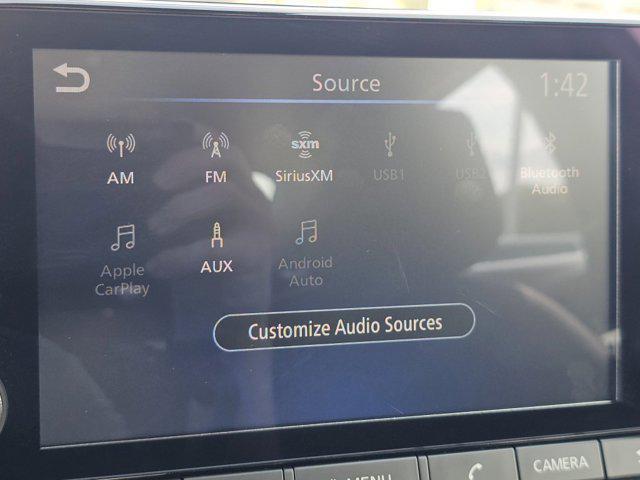 Source
1:42
sxm
AM
FM
SiriusXM
USB1
USB2
Bluetooth
Audio
Apple
CarPlay
AUX
Android
Auto
Customize Audio Sources
MENU
CAMERA